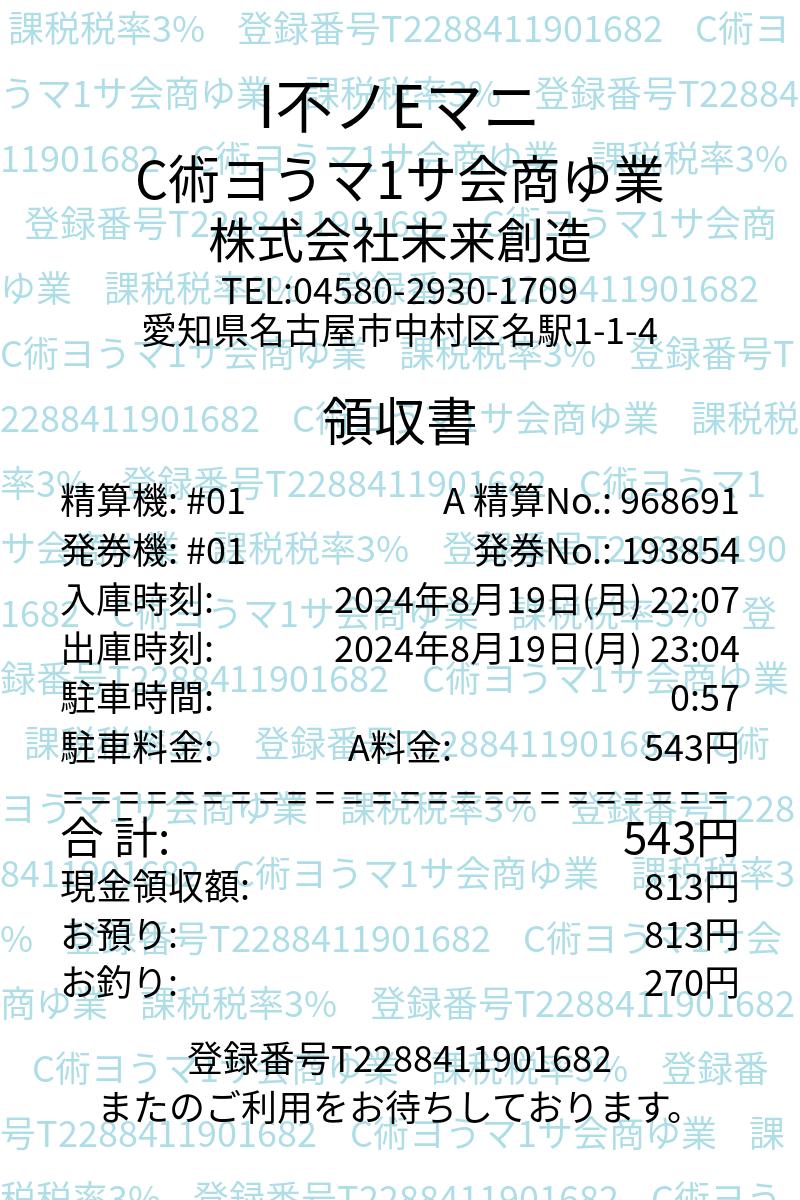 I不ノEマニ
C術ヨうマ1サ会商ゆ業
株式会社未来創造
TEL:04580-2930-1709
愛知県名古屋市中村区名駅1-1-4
領収書
精算機: #01 A 精算No.: 968691
発券機: #01 発券No.: 193854
入庫時刻: 2024年8月19日(月) 22:07
出庫時刻: 2024年8月19日(月) 23:04
駐車時間: 0:57
駐車料金: A料金: 543円
========================
合 計: 543円
現金領収額: 813円
お預り: 813円
お釣り: 270円
登録番号T2288411901682
またのご利用をお待ちしております。
課税税率3% 登録番号T2288411901682 C術ヨ
うマ1サ会商ゆ業 課税税率3% 登録番号T22884
11901682 C術ヨうマ1サ会商ゆ業 課税税率3%
登録番号T2288411901682 C術ヨうマ1サ会商
ゆ業 課税税率3% 登録番号T2288411901682
C術ヨうマ1サ会商ゆ業 課税税率3% 登録番号T
2288411901682 C術ヨうマ1サ会商ゆ業 課税税
率3% 登録番号T2288411901682 C術ヨうマ1
サ会商ゆ業 課税税率3% 登録番号T228841190
1682 C術ヨうマ1サ会商ゆ業 課税税率3% 登
録番号T2288411901682 C術ヨうマ1サ会商ゆ業
課税税率3% 登録番号T2288411901682 C術
ヨうマ1サ会商ゆ業 課税税率3% 登録番号T228
8411901682 C術ヨうマ1サ会商ゆ業 課税税率3
% 登録番号T2288411901682 C術ヨうマ1サ会
商ゆ業 課税税率3% 登録番号T2288411901682
C術ヨうマ1サ会商ゆ業 課税税率3% 登録番
号T2288411901682 C術ヨうマ1サ会商ゆ業 課
税税率3% 登録番号T2288411901682 C術ヨう